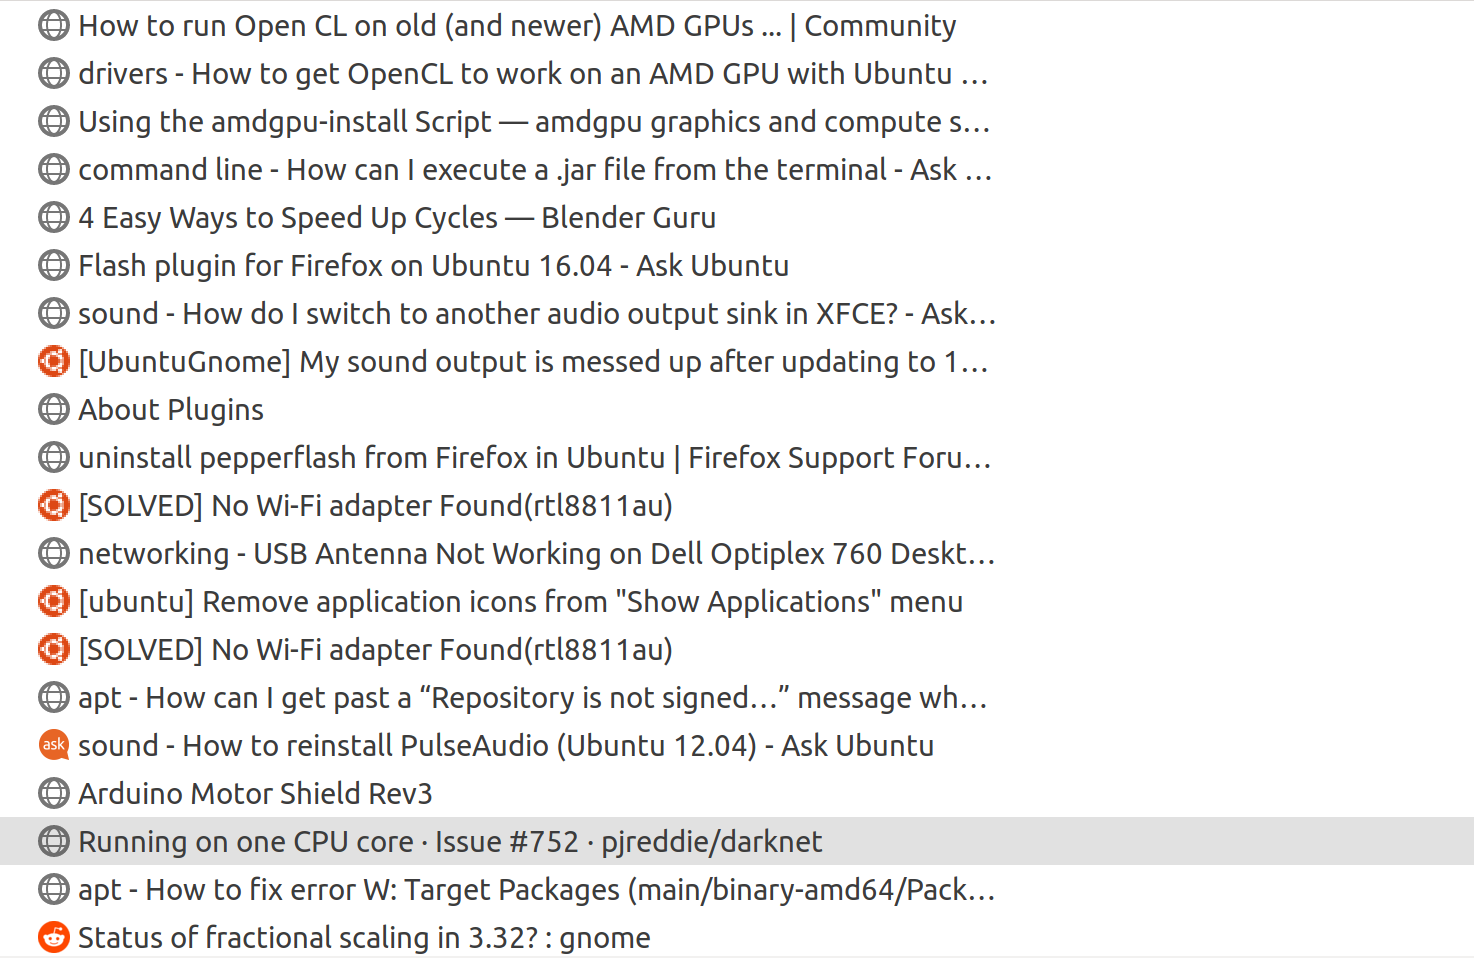 How to run Open CL on old (and newer) AMD GPUs ... | Community
drivers - How to get OpenCL to work on an AMD GPU with Ubuntu …
Using the amdgpu-install Script — amdgpu graphics and compute s…
command line - How can I execute a .jar file from the terminal - Ask …
4 Easy Ways to Speed Up Cycles — Blender Guru
Flash plugin for Firefox on Ubuntu 16.04 - Ask Ubuntu
sound - How do I switch to another audio output sink in XFCE? - Ask…
[UbuntuGnome] My sound output is messed up after updating to 1…
About Plugins
uninstall pepperflash from Firefox in Ubuntu | Firefox Support Foru…
[SOLVED] No Wi-Fi adapter Found(rtl8811au)
networking - USB Antenna Not Working on Dell Optiplex 760 Deskt…
[ubuntu] Remove application icons from "Show Applications" menu
[SOLVED] No Wi-Fi adapter Found(rtl8811au)
apt - How can I get past a “Repository is not signed…” message wh…
ask sound - How to reinstall PulseAudio (Ubuntu 12.04) - Ask Ubuntu
Arduino Motor Shield Rev3
Running on one CPU core · Issue #752 · pjreddie/darknet
apt - How to fix error W: Target Packages (main/binary-amd64/Pack…
Status of fractional scaling in 3.32? : gnome